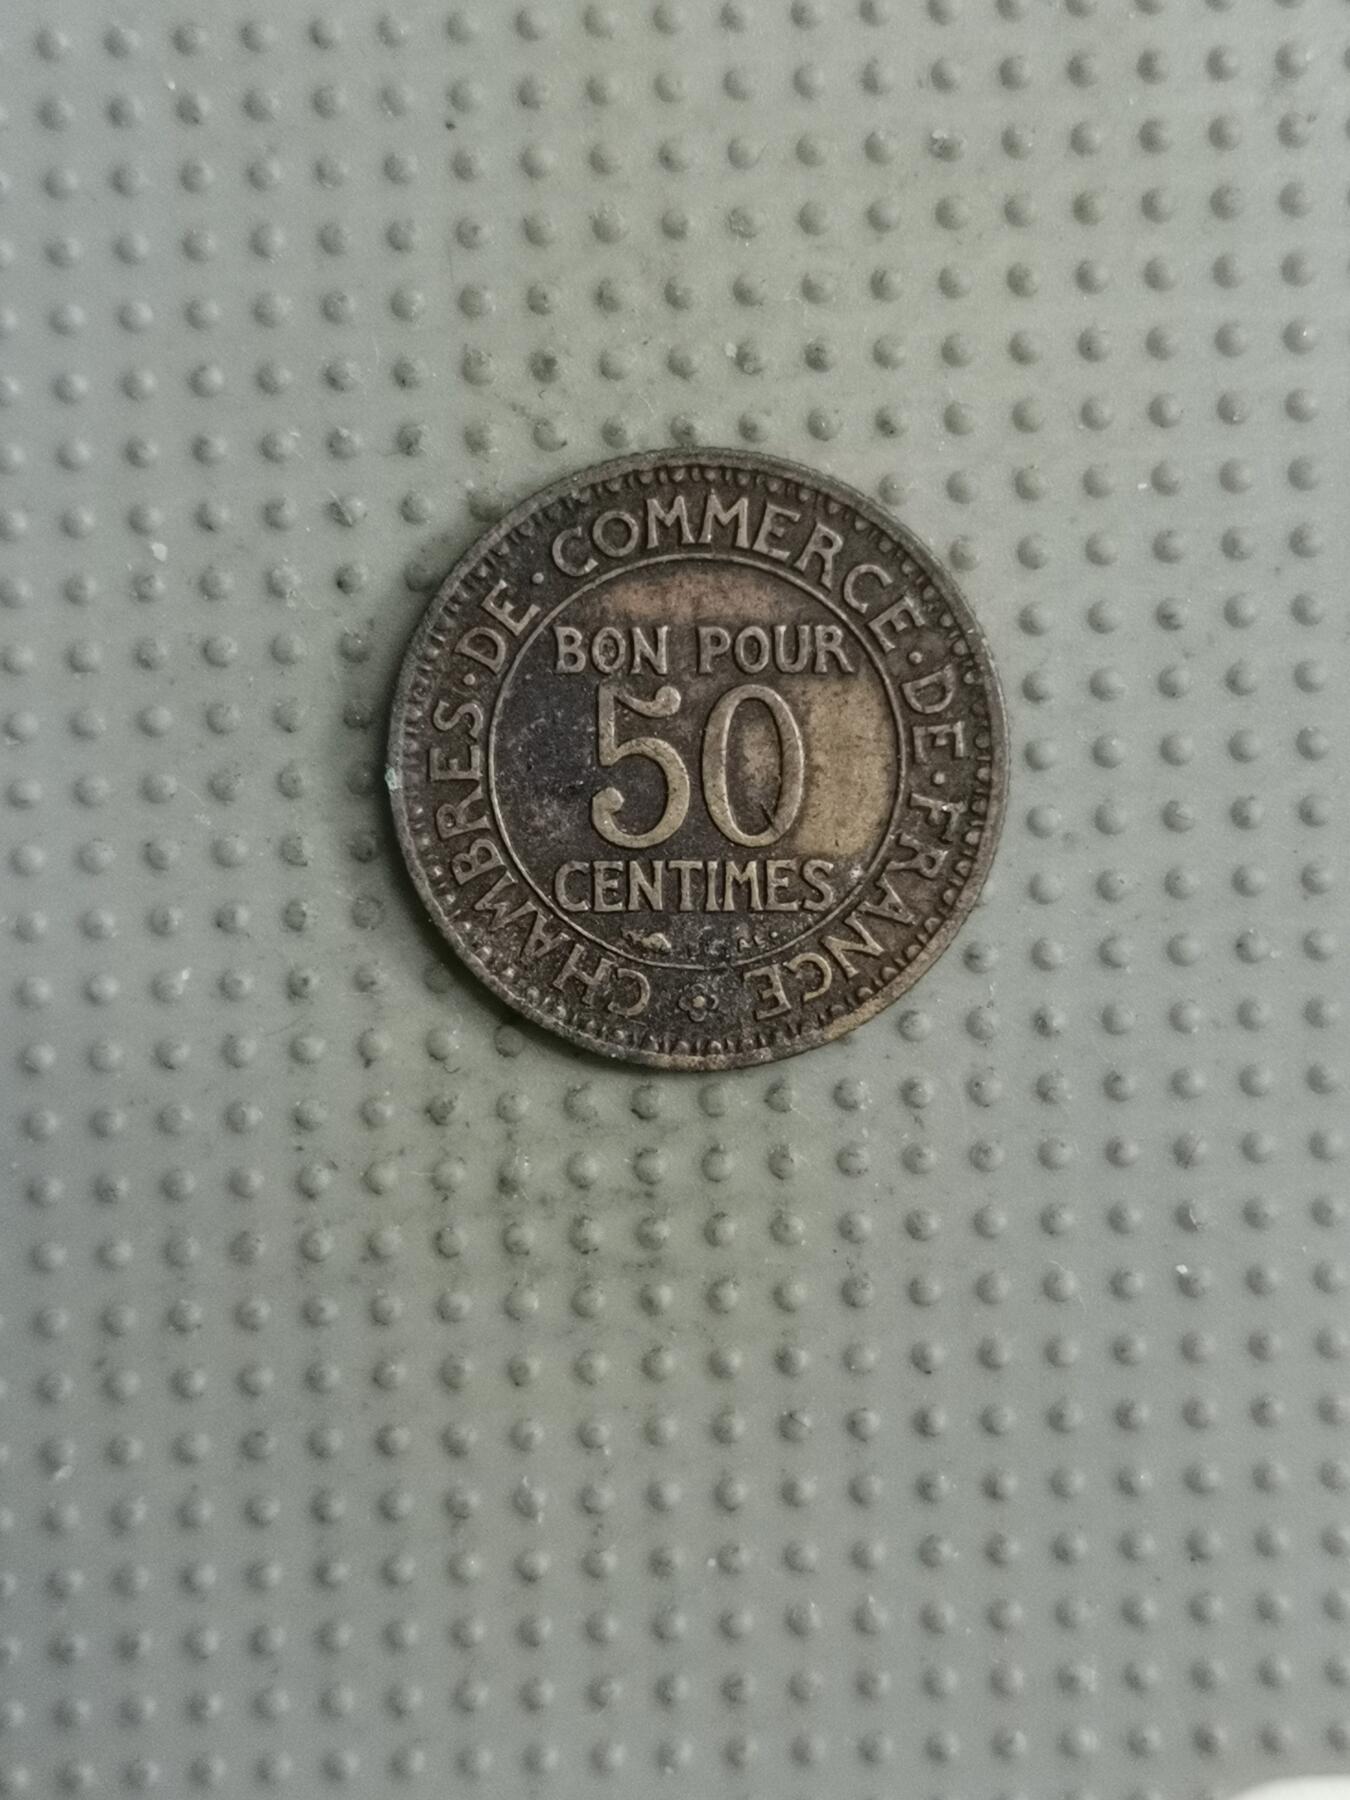 CHAMBRES · DE · COMMERCE · DE · FRANCE
BON POUR
50
CENTIMES